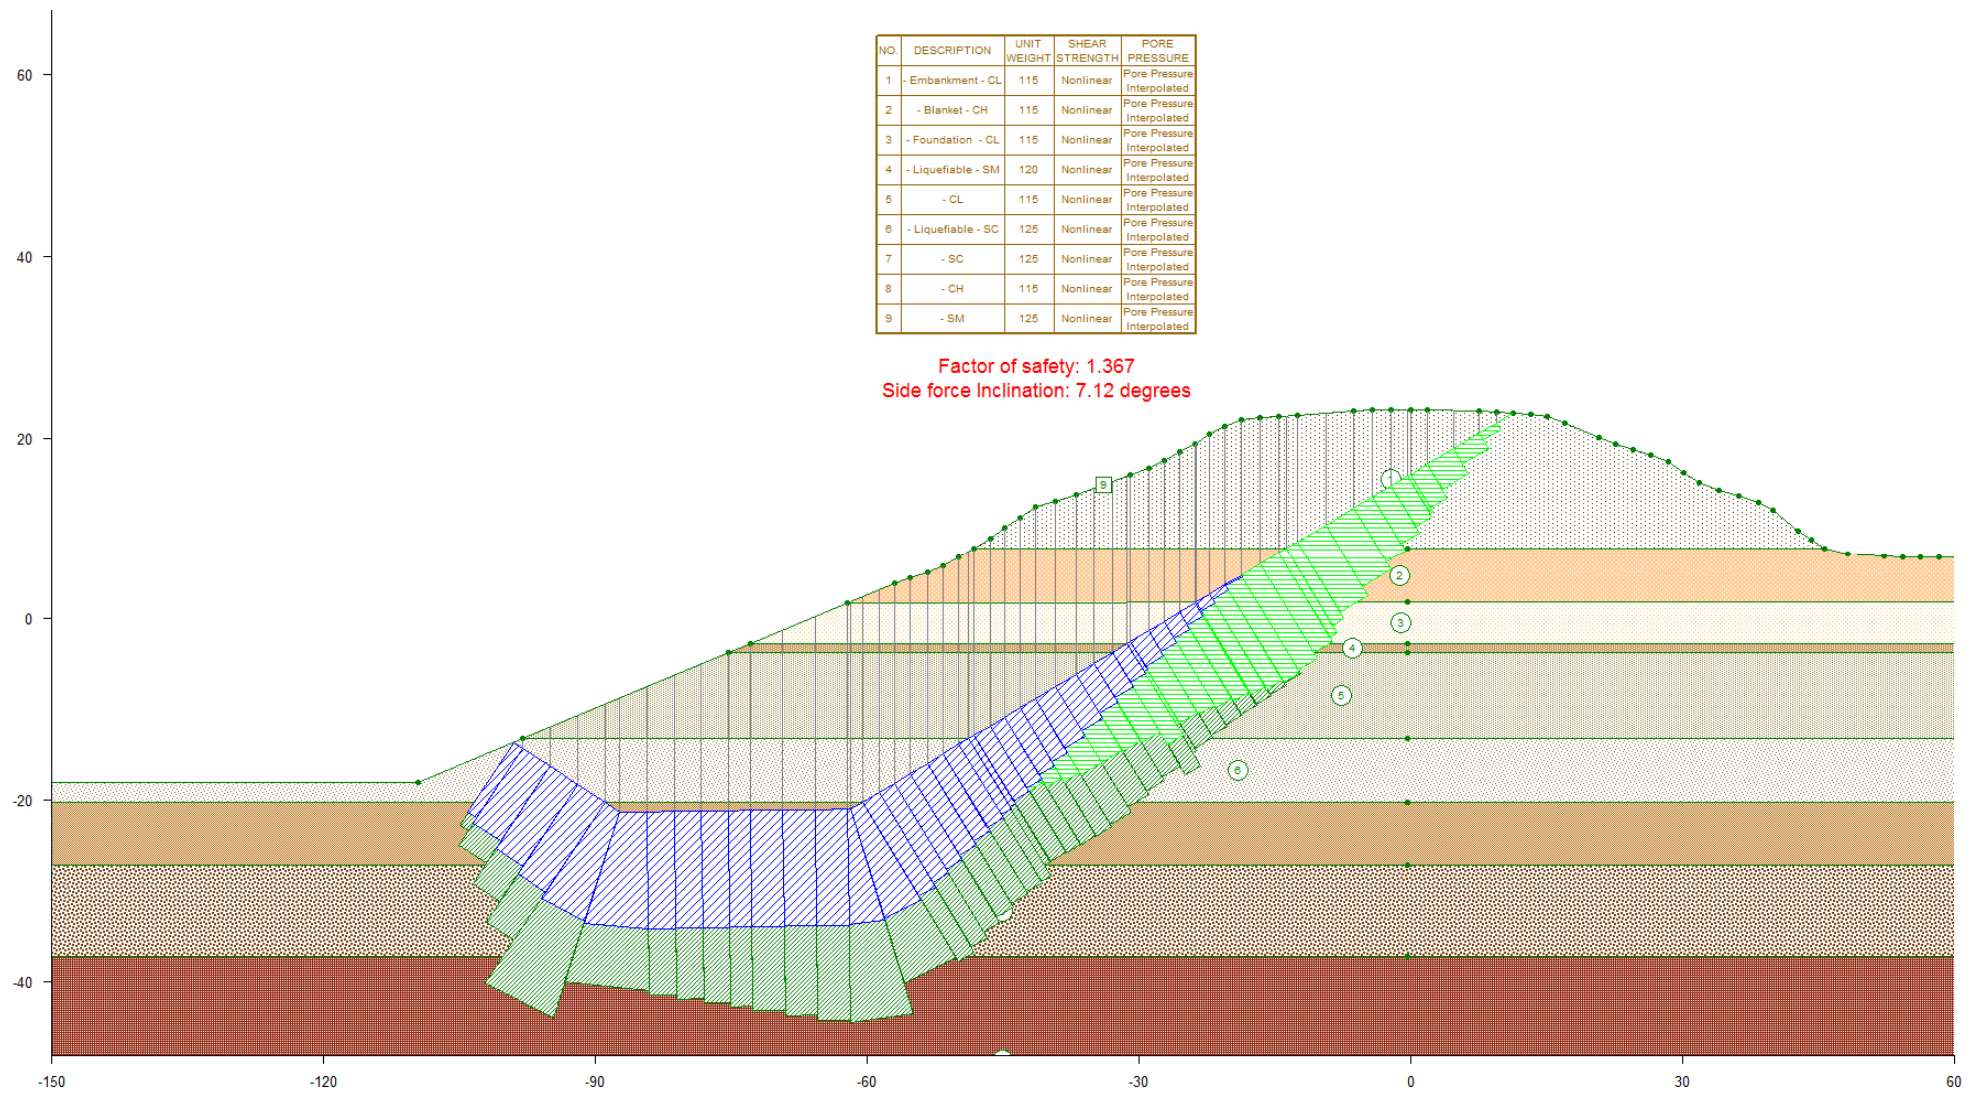 NO. DESCRIPTION UNIT WEIGHT SHEAR STRENGTH PORE PRESSURE
1 - Embankment - CL 115 Nonlinear Pore Pressure Interpolated
2 - Blanket - CH 115 Nonlinear Pore Pressure Interpolated
3 - Foundation - CL 115 Nonlinear Pore Pressure Interpolated
4 - Liquefiable - SM 120 Nonlinear Pore Pressure Interpolated
5 - CL 115 Nonlinear Pore Pressure Interpolated
6 - Liquefiable - SC 125 Nonlinear Pore Pressure Interpolated
7 - SC 125 Nonlinear Pore Pressure Interpolated
8 - CH 115 Nonlinear Pore Pressure Interpolated
9 - SM 125 Nonlinear Pore Pressure Interpolated
Factor of safety: 1.367
Side force Inclination: 7.12 degrees
60
40
20
0
-20
-40
9
1
2
3
4
5
6
-150 -120 -90 -60 -30 0 30 60